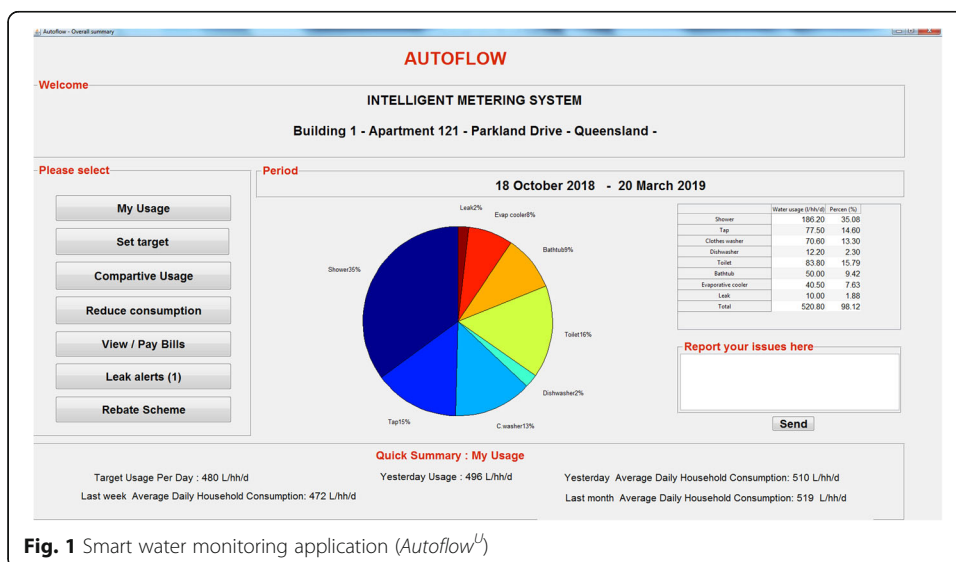 Autoflow - Overall summary
AUTOFLOW
Welcome
INTELLIGENT METERING SYSTEM
Building 1 - Apartment 121 - Parkland Drive - Queensland -
Please select
My Usage
Set target
Compartive Usage
Reduce consumption
View / Pay Bills
Leak alerts (1)
Rebate Scheme
Period
18 October 2018 - 20 March 2019
Leak2%
Evap cooler8%
Bathtub9%
Toilet16%
Dishwasher2%
C.washer13%
Tap15%
Shower35%
Water usage (l/hh/d) Percen (%)
Shower 186.20 35.08
Tap 77.50 14.60
Clothes washer 70.60 13.30
Dishwasher 12.20 2.30
Toilet 83.80 15.79
Bathtub 50.00 9.42
Evaporative cooler 40.50 7.63
Leak 10.00 1.88
Total 520.80 98.12
Report your issues here
Send
Quick Summary : My Usage
Target Usage Per Day : 480 L/hh/d
Yesterday Usage : 496 L/hh/d
Yesterday Average Daily Household Consumption: 510 L/hh/d
Last week Average Daily Household Consumption: 472 L/hh/d
Last month Average Daily Household Consumption: 519 L/hh/d
Fig. 1 Smart water monitoring application (Autoflow^U)